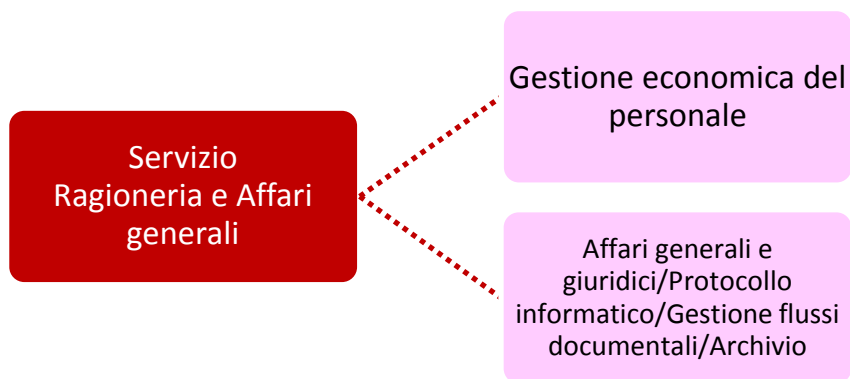 Servizio
Ragioneria e Affari
generali
Gestione economica del
personale
Affari generali e
giuridici/Protocollo
informatico/Gestione flussi
documentali/Archivio